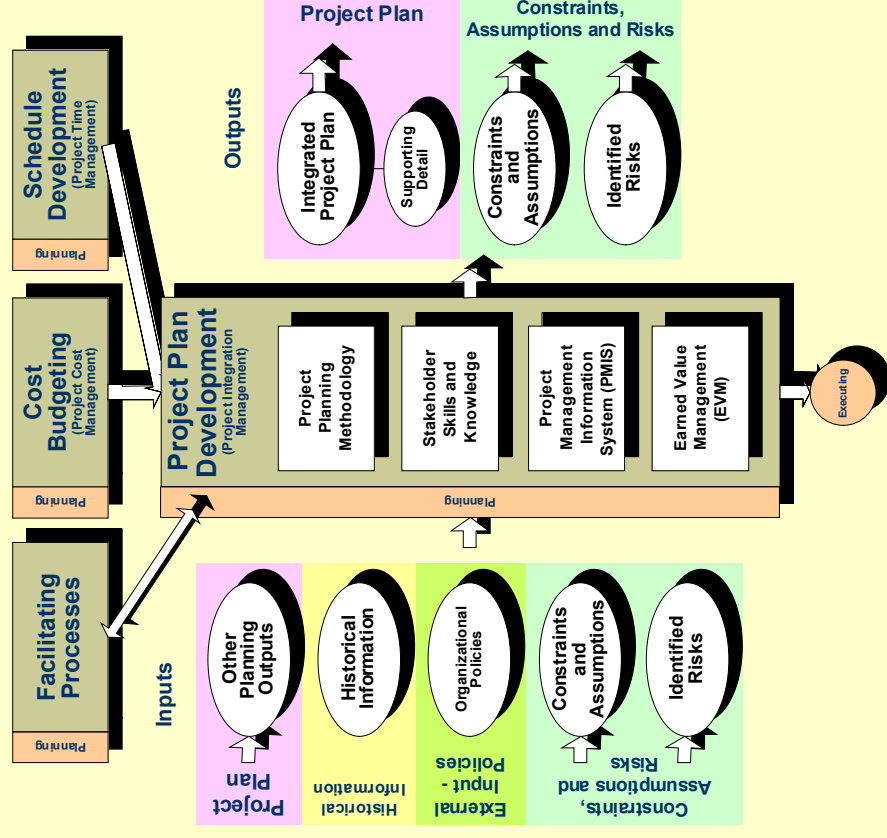 Facilitating
Processes
Planning
Cost
Budgeting
(Project Cost
Management)
Planning
Schedule
Development
(Project Time
Management)
Planning
Inputs
Project
Plan
Other
Planning
Outputs
Historical
Information
Historical
Information
External
Input -
Policies
Organizational
Policies
Constraints,
Assumptions and
Risks
Constraints
and
Assumptions
Identified
Risks
Project Plan
Development
(Project Integration
Management)
Planning
Project
Planning
Methodology
Stakeholder
Skills and
Knowledge
Project
Management
Information
System (PMIS)
Earned Value
Management
(EVM)
Executing
Outputs
Project Plan
Integrated
Project Plan
Supporting
Detail
Constraints,
Assumptions and Risks
Constraints
and
Assumptions
Identified
Risks